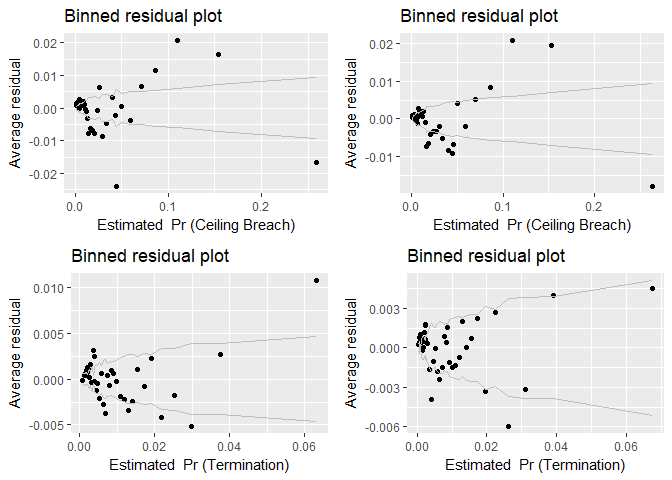 Binned residual plot
Average residual
0.02
0.01
0.00
-0.01
-0.02
0.0
0.1
0.2
Estimated  Pr (Ceiling Breach)
Binned residual plot
Average residual
0.02
0.01
0.00
-0.01
0.0
0.1
0.2
Estimated  Pr (Ceiling Breach)
Binned residual plot
Average residual
0.010
0.005
0.000
-0.005
0.00
0.02
0.04
0.06
Estimated  Pr (Termination)
Binned residual plot
Average residual
0.003
0.000
-0.003
-0.006
0.00
0.02
0.04
0.06
Estimated  Pr (Termination)